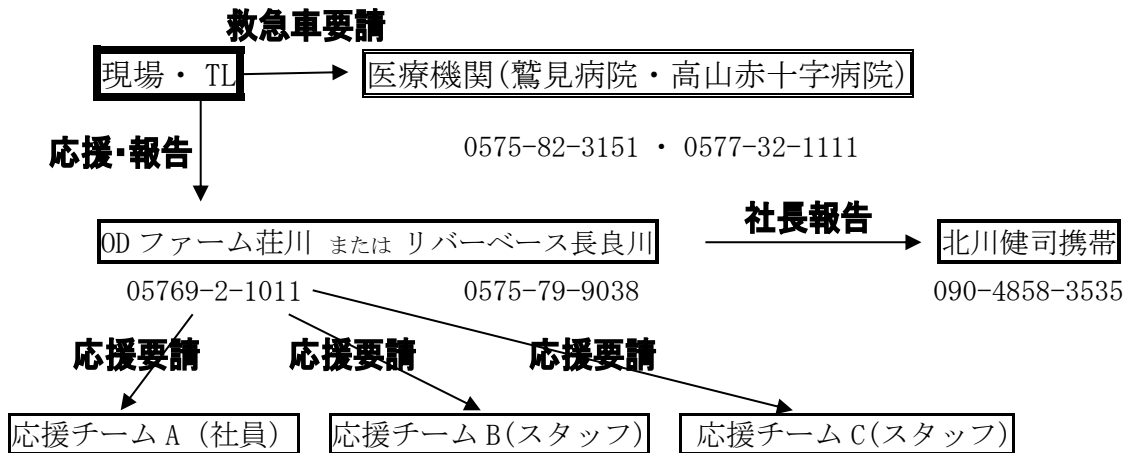 救急車要請
現場・ TL
医療機関(鷲見病院・高山赤十字病院)
応援・報告
0575-82-3151 ・ 0577-32-1111
社長報告
OD ファーム荘川 または リバーベース長良川
北川健司携帯
05769-2-1011
0575-79-9038
090-4858-3535
応援要請
応援要請
応援要請
応援チーム A (社員)
応援チーム B(スタッフ)
応援チーム C(スタッフ)